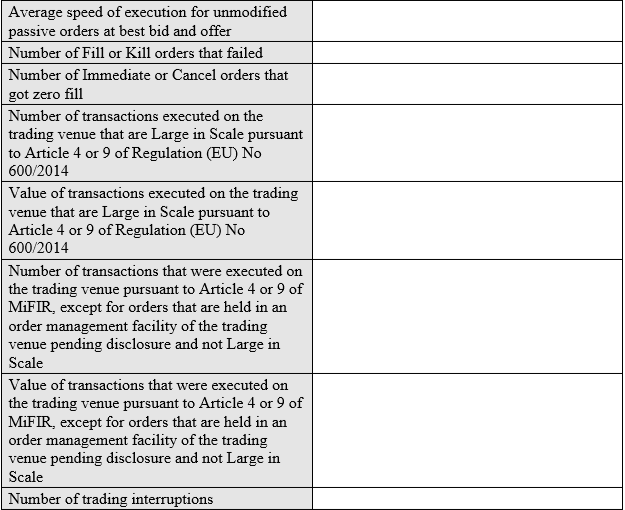 Average speed of execution for unmodified
passive orders at best bid and offer
Number of Fill or Kill orders that failed
Number of Immediate or Cancel orders that
got zero fill
Number of transactions executed on the
trading venue that are Large in Scale pursuant
to Article 4 or 9 of Regulation (EU) No
600/2014
Value of transactions executed on the trading
venue that are Large in Scale pursuant to
Article 4 or 9 of Regulation (EU) No
600/2014
Number of transactions that were executed on
the trading venue pursuant to Article 4 or 9 of
MiFIR, except for orders that are held in an
order management facility of the trading
venue pending disclosure and not Large in
Scale
Value of transactions that were executed on
the trading venue pursuant to Article 4 or 9 of
MiFIR, except for orders that are held in an
order management facility of the trading
venue pending disclosure and not Large in
Scale
Number of trading interruptions